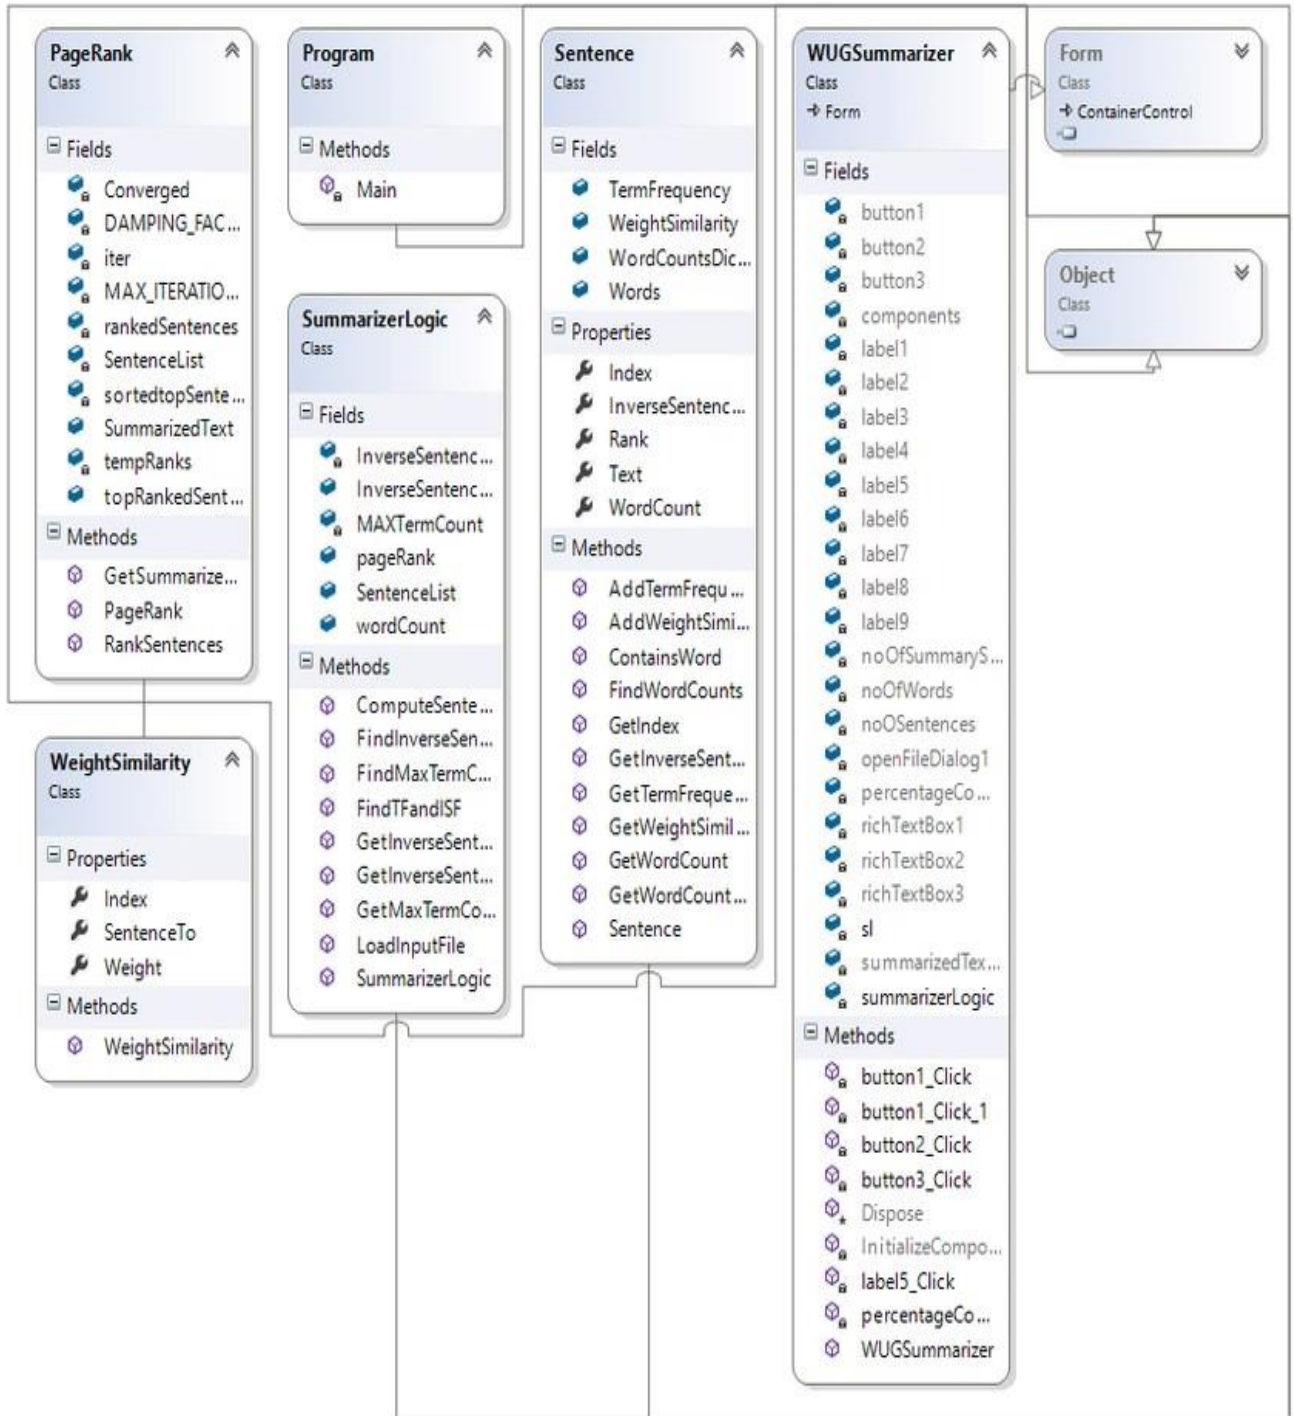 PageRank
Class
Fields
Converged
DAMPING_FAC...
iter
MAX_ITERATIO...
rankedSentences
SentenceList
sortedtopSente...
SummarizedText
tempRanks
topRankedSent...
Methods
GetSummarize...
PageRank
RankSentences
WeightSimilarity
Class
Properties
Index
SentenceTo
Weight
Methods
WeightSimilarity
Program
Class
Methods
Main
SummarizerLogic
Class
Fields
InverseSentenc...
InverseSentenc...
MAXTermCount
pageRank
SentenceList
wordCount
Methods
ComputeSente...
FindInverseSen...
FindMaxTermC...
FindTFandISF
GetInverseSent...
GetInverseSent...
GetMaxTermCo...
LoadInputFile
SummarizerLogic
Sentence
Class
Fields
TermFrequency
WeightSimilarity
WordCountsDic...
Words
Properties
Index
InverseSentenc...
Rank
Text
WordCount
Methods
AddTermFrequ...
AddWeightSimi...
ContainsWord
FindWordCounts
GetIndex
GetInverseSent...
GetTermFreque...
GetWeightSimil...
GetWordCount
GetWordCount...
Sentence
WUGSummarizer
Class
Form
Fields
button1
button2
button3
components
label1
label2
label3
label4
label5
label6
label7
label8
label9
noOfSummaryS...
noOfWords
noOSentences
openFileDialog1
percentageCo...
richTextBox1
richTextBox2
richTextBox3
sl
summarizedTex...
summarizerLogic
Methods
button1_Click
button1_Click_1
button2_Click
button3_Click
Dispose
InitializeCompo...
label5_Click
percentageCo...
WUGSummarizer
Form
Class
ContainerControl
Object
Class